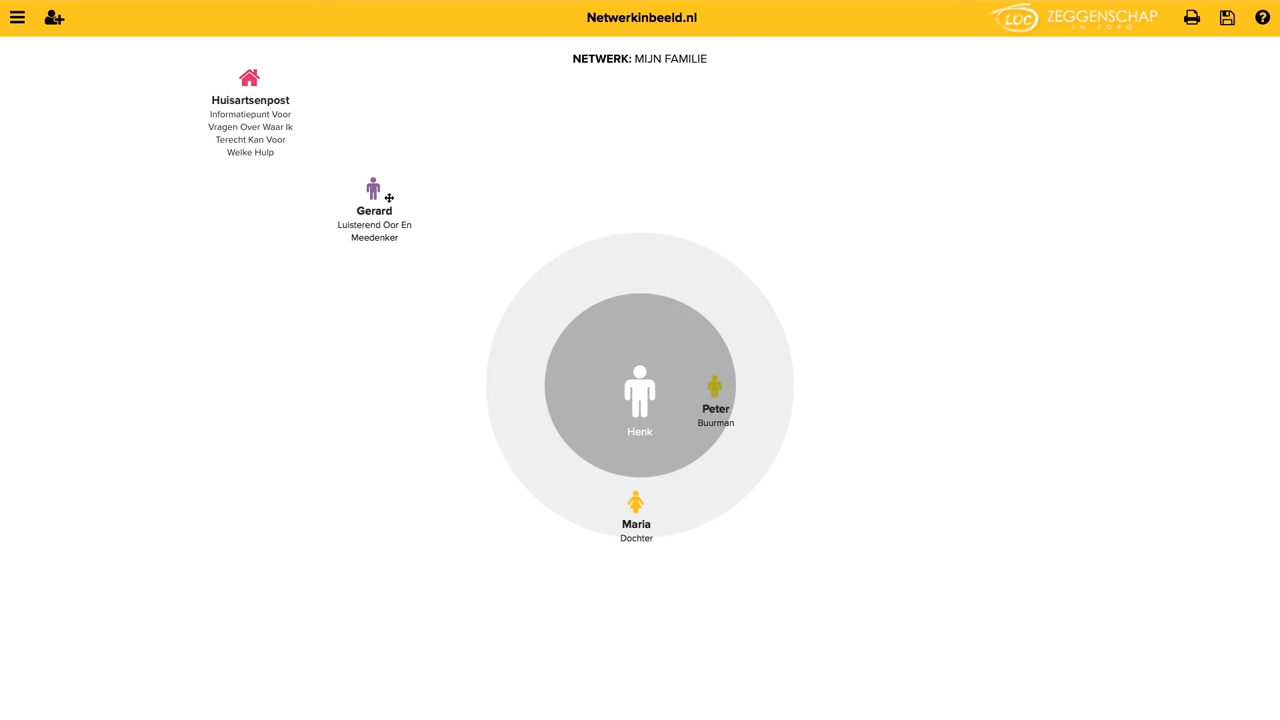 Netwerkinbeeld.nl
LOC ZEGGENSCHAP
IN ZORG
NETWERK: MIJN FAMILIE
Huisartsenpost
Informatiepunt Voor
Vragen Over Waar Ik
Terecht Kan Voor
Welke Hulp
Gerard
Luisterend Oor En
Meedenker
Henk
Peter
Buurman
Maria
Dochter